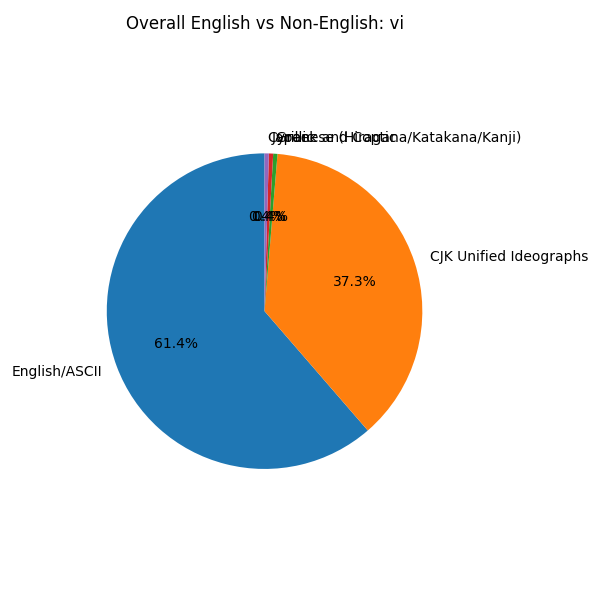 Overall English vs Non-English: vi
Japanese (Hiragana/Katakana/Kanji)
CJK Unified Ideographs
37.3%
61.4%
English/ASCII